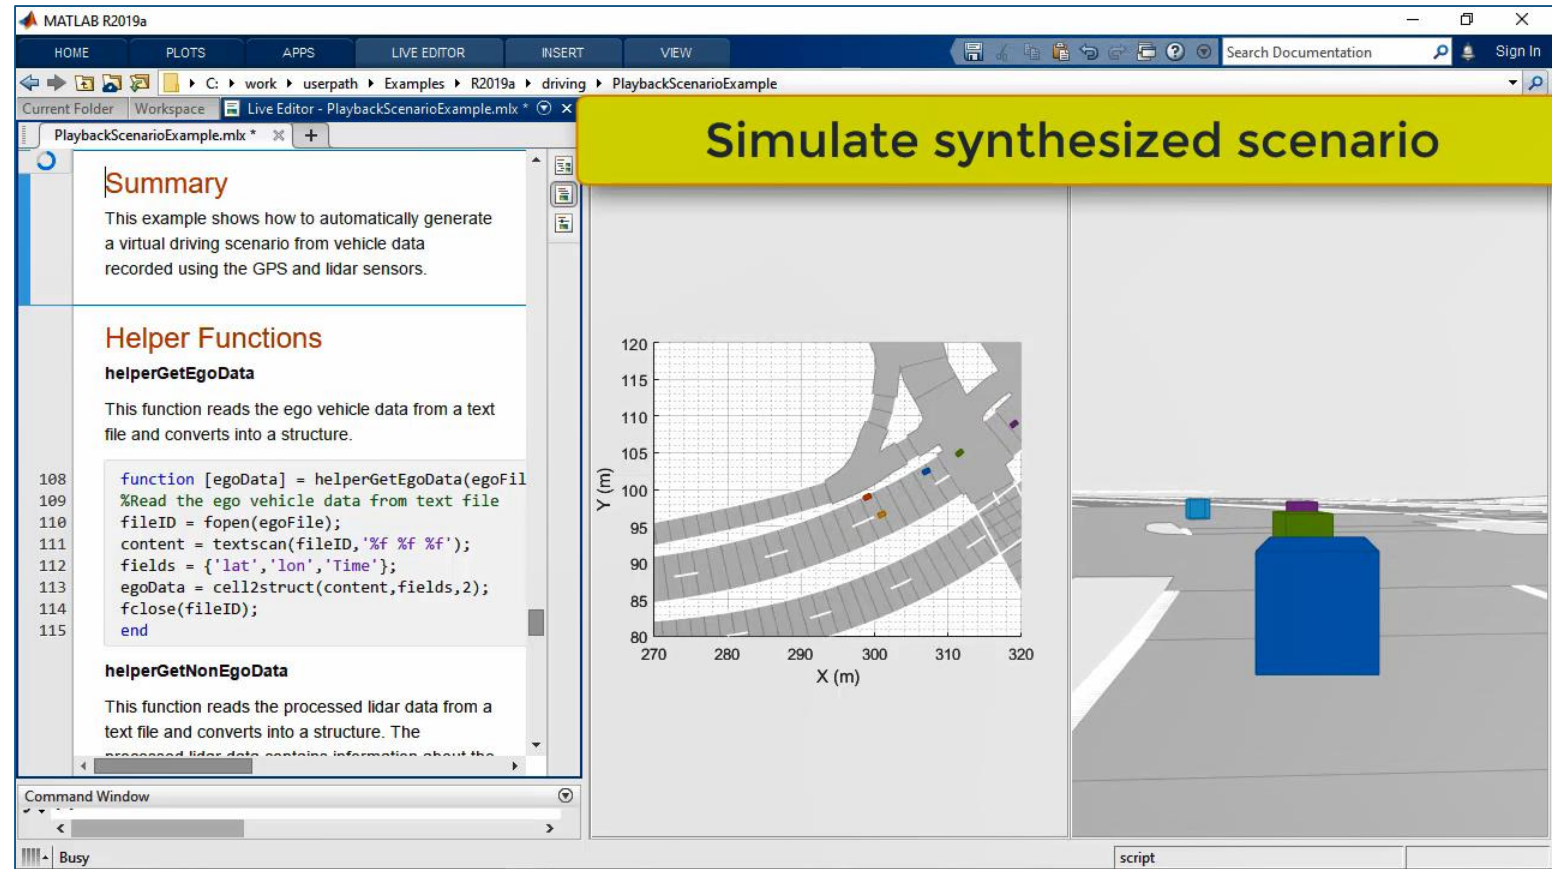 MATLAB R2019a
HOME PLOTS APPS LIVE EDITOR INSERT VIEW
Search Documentation
Sign In
C: work userpath Examples R2019a driving PlaybackScenarioExample
Current Folder Workspace Live Editor - PlaybackScenarioExample.mlx *
PlaybackScenarioExample.mlx *
Simulate synthesized scenario
Summary
This example shows how to automatically generate
a virtual driving scenario from vehicle data
recorded using the GPS and lidar sensors.
Helper Functions
helperGetEgoData
This function reads the ego vehicle data from a text
file and converts into a structure.
108 function [egoData] = helperGetEgoData(egoFil
109 %Read the ego vehicle data from text file
110 fileID = fopen(egoFile);
111 content = textscan(fileID,'%f %f %f');
112 fields = {'lat','lon','Time'};
113 egoData = cell2struct(content,fields,2);
114 fclose(fileID);
115 end
helperGetNonEgoData
This function reads the processed lidar data from a
text file and converts into a structure. The
processed lidar data contains information about the
120
115
110
105
100
95
90
85
80
Y (m)
270 280 290 300 310 320
X (m)
Command Window
Busy
script